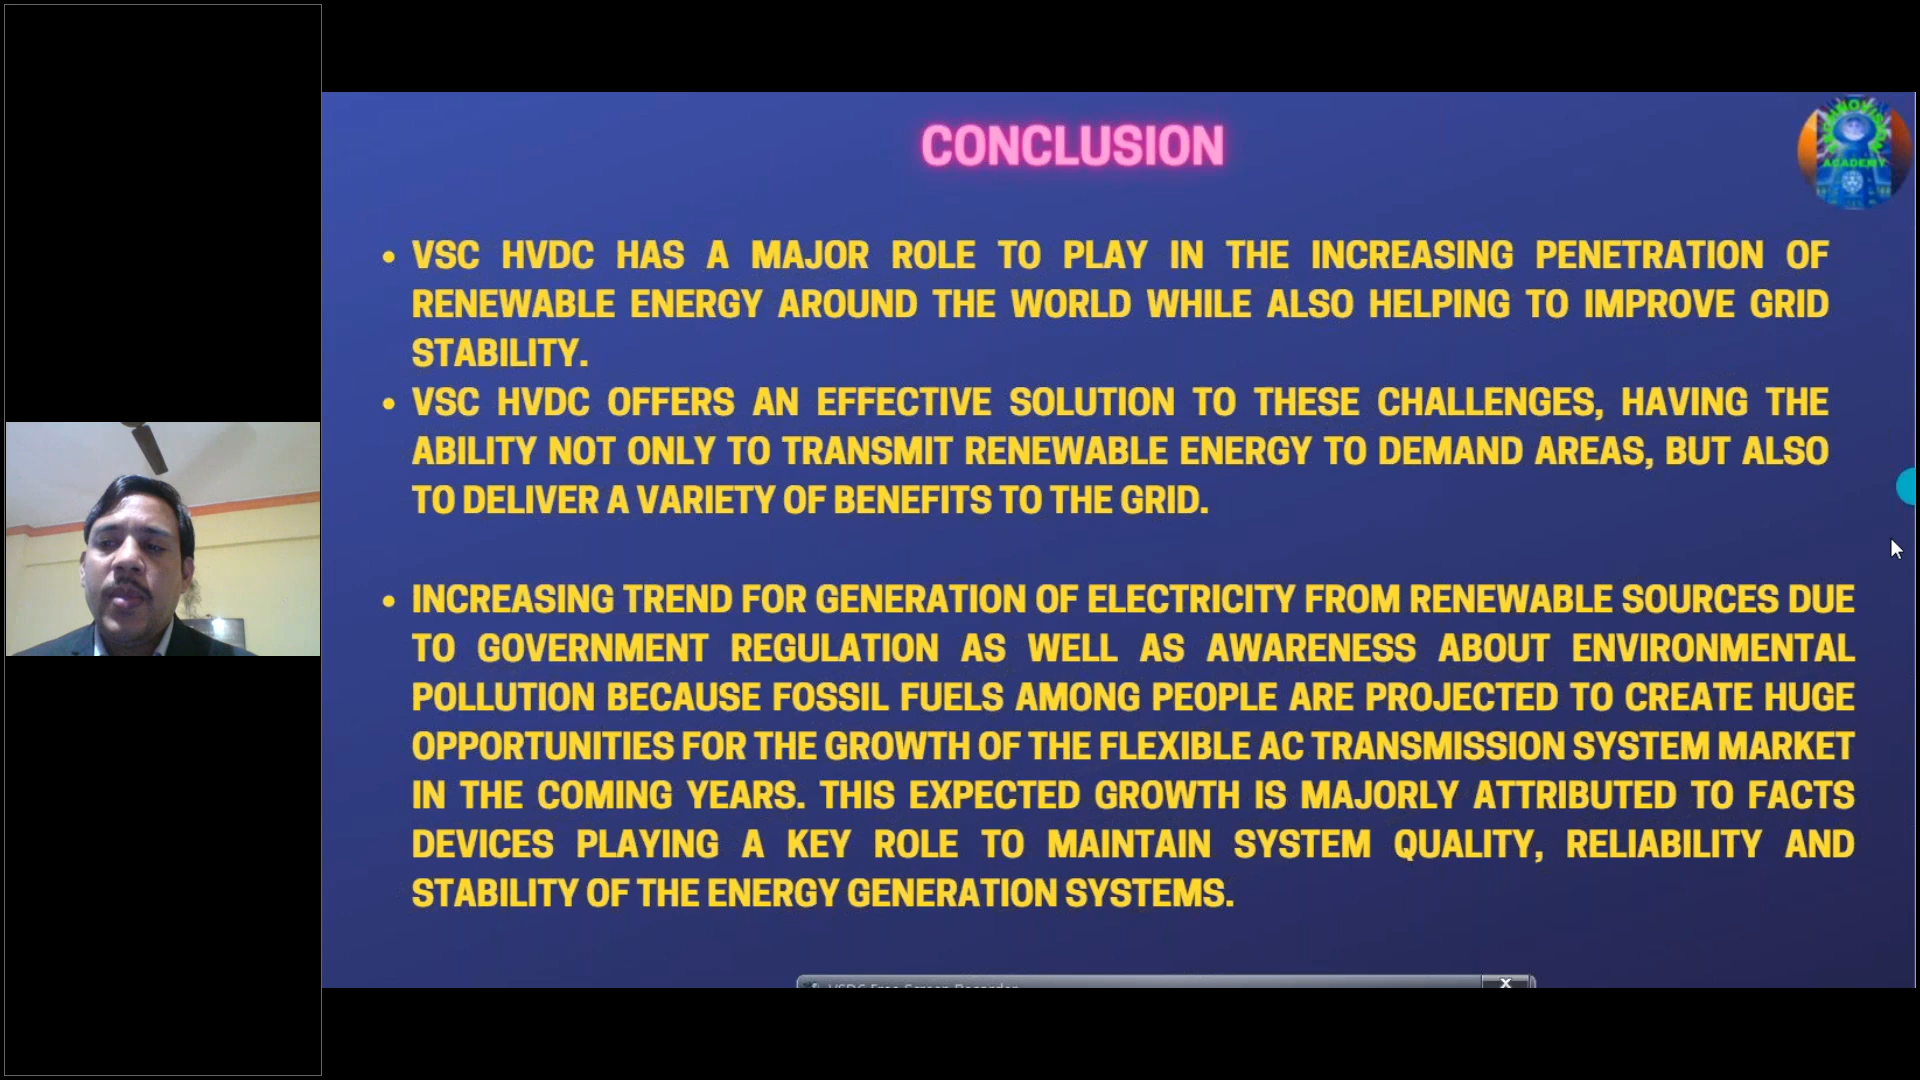 CONCLUSION
ACADEMY
• VSC HVDC HAS A MAJOR ROLE TO PLAY IN THE INCREASING PENETRATION OF
RENEWABLE ENERGY AROUND THE WORLD WHILE ALSO HELPING TO IMPROVE GRID
STABILITY.
• VSC HVDC OFFERS AN EFFECTIVE SOLUTION TO THESE CHALLENGES, HAVING THE
ABILITY NOT ONLY TO TRANSMIT RENEWABLE ENERGY TO DEMAND AREAS, BUT ALSO
TO DELIVER A VARIETY OF BENEFITS TO THE GRID.
• INCREASING TREND FOR GENERATION OF ELECTRICITY FROM RENEWABLE SOURCES DUE
TO GOVERNMENT REGULATION AS WELL AS AWARENESS ABOUT ENVIRONMENTAL
POLLUTION BECAUSE FOSSIL FUELS AMONG PEOPLE ARE PROJECTED TO CREATE HUGE
OPPORTUNITIES FOR THE GROWTH OF THE FLEXIBLE AC TRANSMISSION SYSTEM MARKET
IN THE COMING YEARS. THIS EXPECTED GROWTH IS MAJORLY ATTRIBUTED TO FACTS
DEVICES PLAYING A KEY ROLE TO MAINTAIN SYSTEM QUALITY, RELIABILITY AND
STABILITY OF THE ENERGY GENERATION SYSTEMS.
VSDC Free Screen Recorder